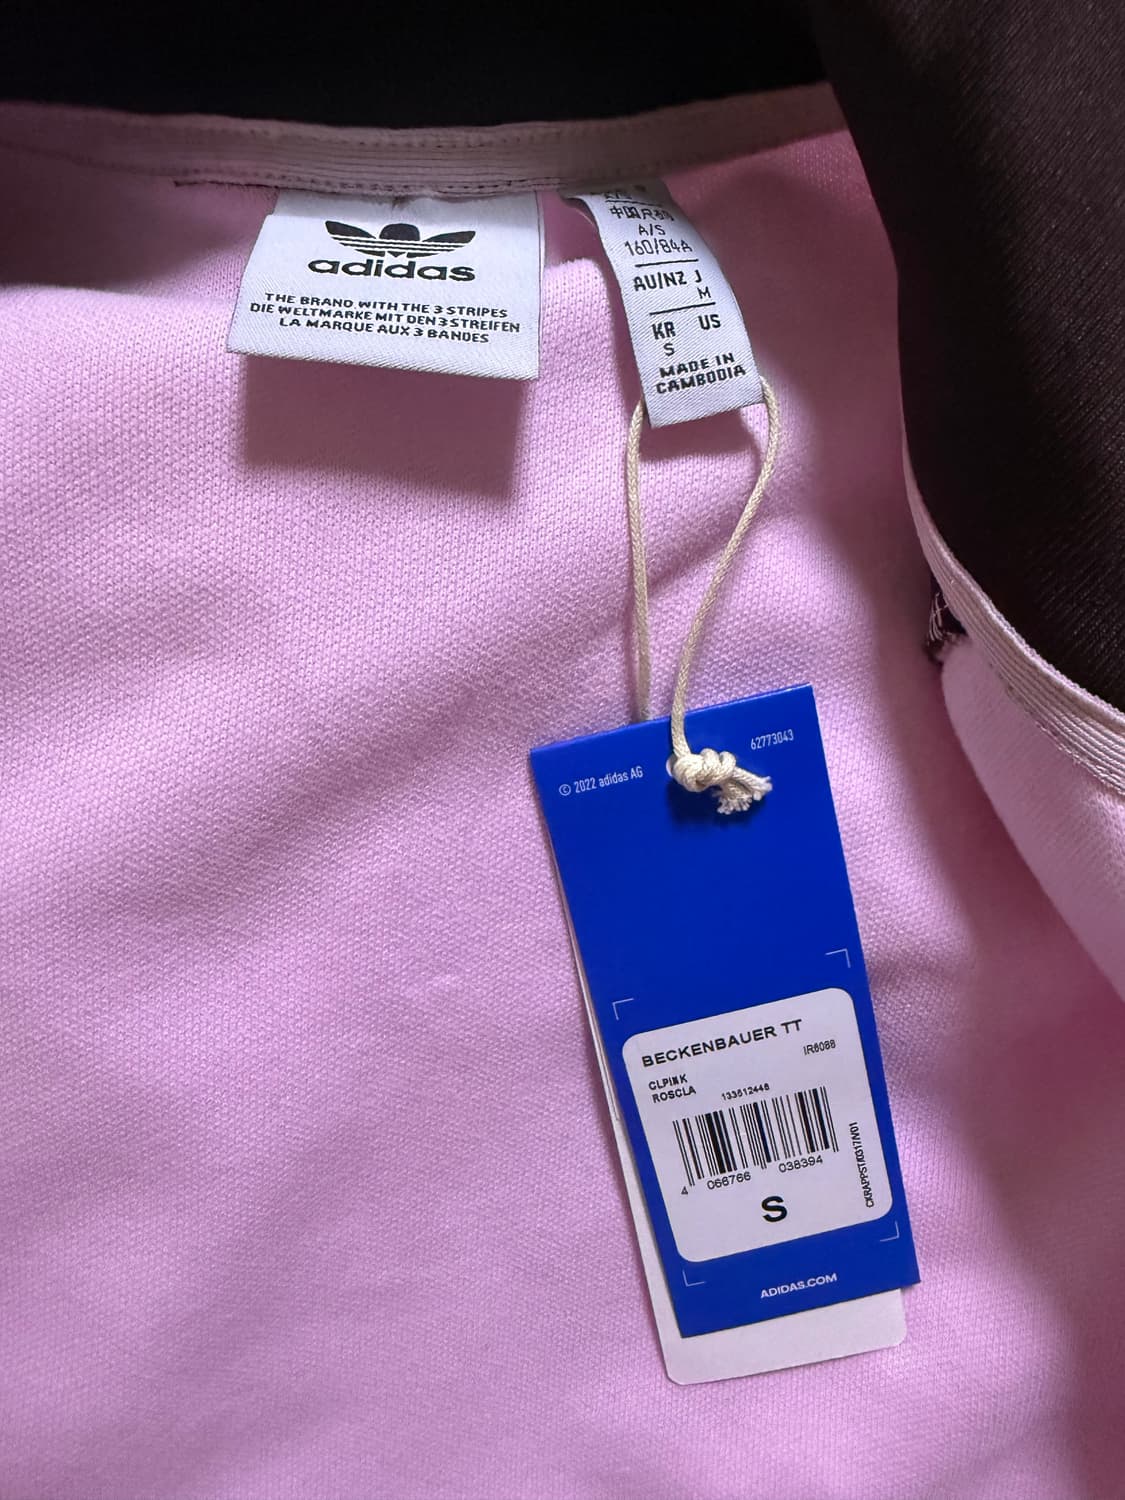 adidas
THE BRAND WITH THE 3 STRIPES
DIE WELTMARKE MIT DEN 3 STREIFEN
LA MARQUE AUX 3 BANDES
A/S
160/84A
AU/NZ J
M
KR US
S
MADE IN
CAMBODIA
© 2022 adidas AG
62773043
BECKENBAUER TT
IR6088
CLPINK
ROSCLA
133612446
4 066766 038394
S
ADIDAS.COM